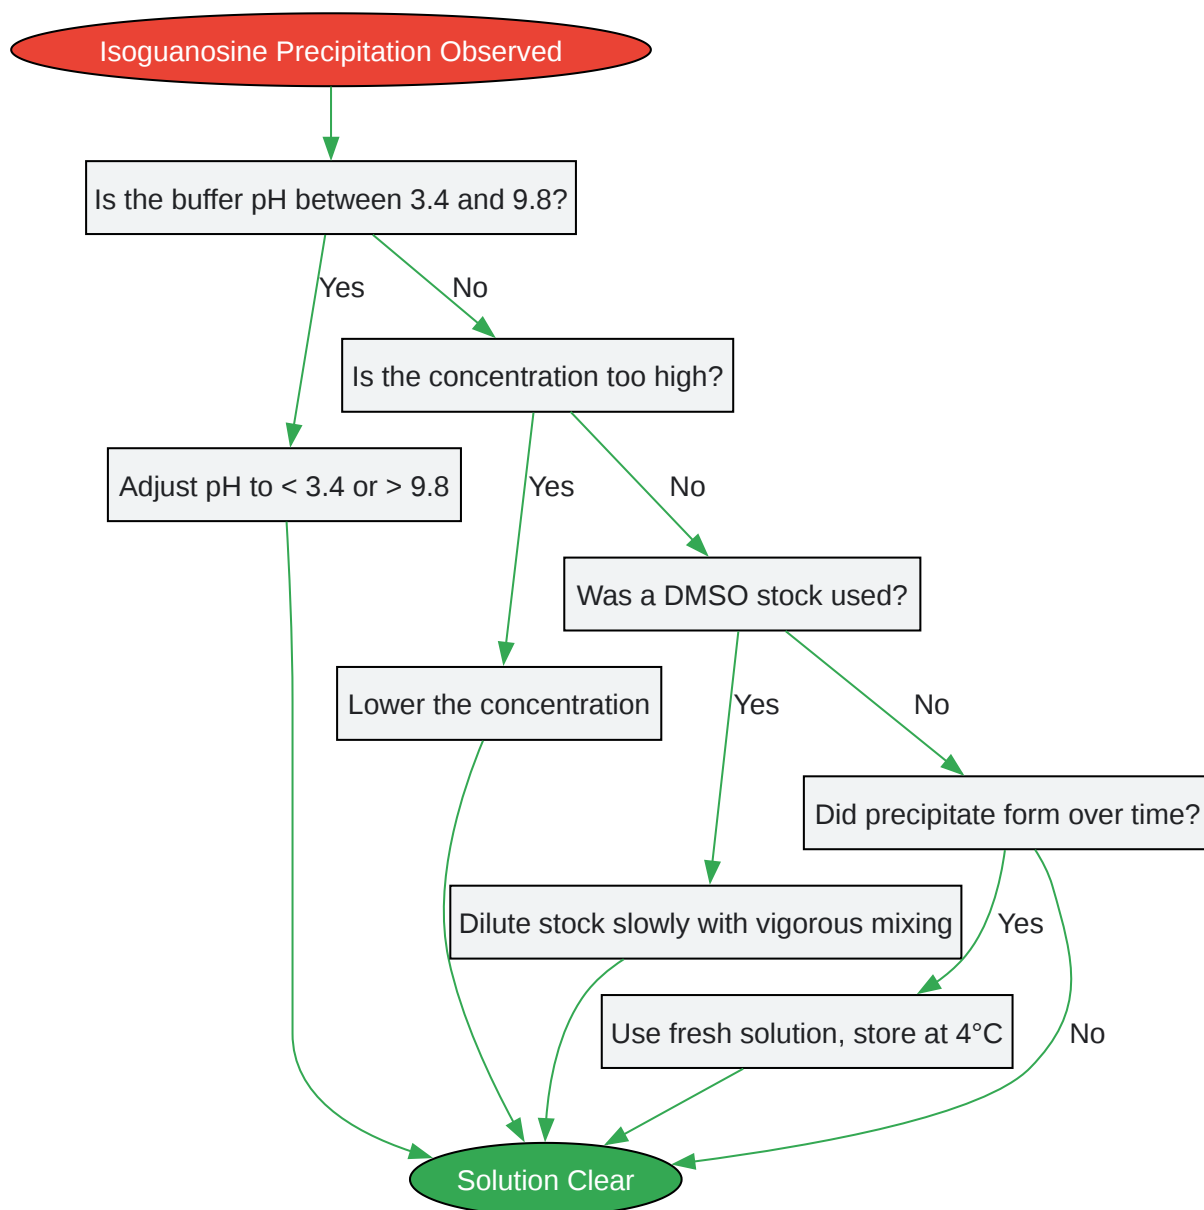 Isoguanosine Precipitation Observed
Is the buffer pH between 3.4 and 9.8?
Yes
No
Is the concentration too high?
Adjust pH to < 3.4 or > 9.8
Yes
No
Was a DMSO stock used?
Lower the concentration
Yes
No
Did precipitate form over time?
Dilute stock slowly with vigorous mixing
Yes
Use fresh solution, store at 4°C
No
Solution Clear